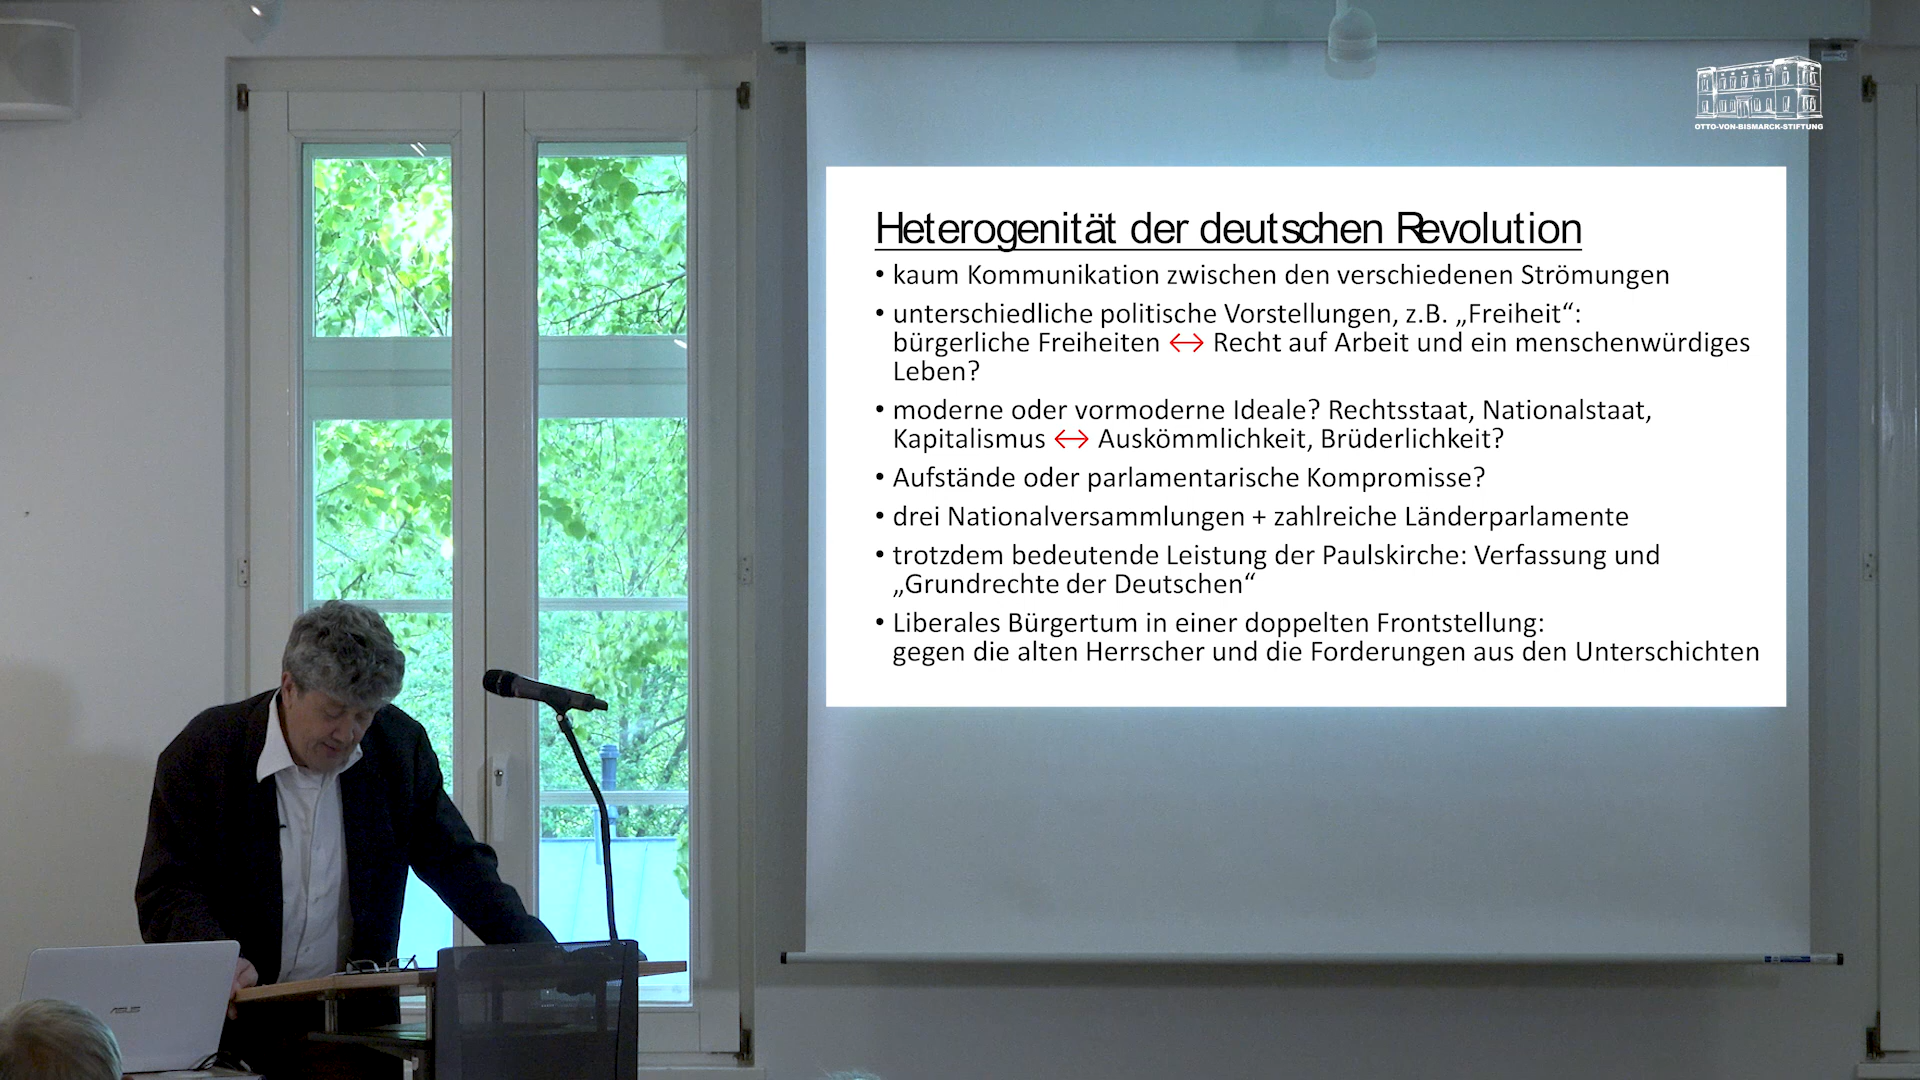 OTTO-VON-BISMARCK-STIFTUNG
Heterogenität der deutschen Revolution
• kaum Kommunikation zwischen den verschiedenen Strömungen
• unterschiedliche politische Vorstellungen, z.B. „Freiheit“:
bürgerliche Freiheiten ↔ Recht auf Arbeit und ein menschenwürdiges
Leben?
• moderne oder vormoderne Ideale? Rechtsstaat, Nationalstaat,
Kapitalismus ↔ Auskömmlichkeit, Brüderlichkeit?
• Aufstände oder parlamentarische Kompromisse?
• drei Nationalversammlungen + zahlreiche Länderparlamente
• trotzdem bedeutende Leistung der Paulskirche: Verfassung und
„Grundrechte der Deutschen“
• Liberales Bürgertum in einer doppelten Frontstellung:
gegen die alten Herrscher und die Forderungen aus den Unterschichten
ASUS